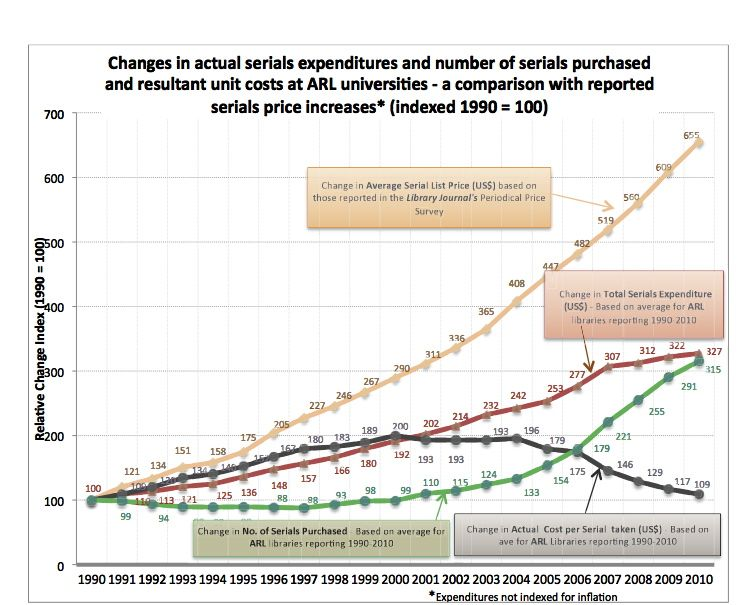 Changes in actual serials expenditures and number of serials purchased
and resultant unit costs at ARL universities - a comparison with reported
serials price increases* (indexed 1990 = 100)
Relative Change Index (1990 = 100)
700
600
500
400
300
200
100
0
Change in Average Serial List Price (US$) based on
those reported in the Library Journal's Periodical Price
Survey
Change in Total Serials Expenditure
(US$) - Based on average for ARL
libraries reporting 1990-2010
100 121 134 151 158 175 205 227 246 267 290 311 336 365 408 447 482 519 560 609 655
113 121 125 136 148 157 166 180 192 202 214 232 242 253 277 307 312 322 327
134 180 183 189 200 193 193 193 196 179 175 146 129 117 109
99 94 88 88 93 98 99 110 115 124 133 154 179 221 255 291 315
Change in No. of Serials Purchased - Based on average for
ARL libraries reporting 1990-2010
Change in Actual Cost per Serial taken (US$) - Based on
ave for ARL Libraries reporting 1990-2010
1990 1991 1992 1993 1994 1995 1996 1997 1998 1999 2000 2001 2002 2003 2004 2005 2006 2007 2008 2009 2010
*Expenditures not indexed for inflation